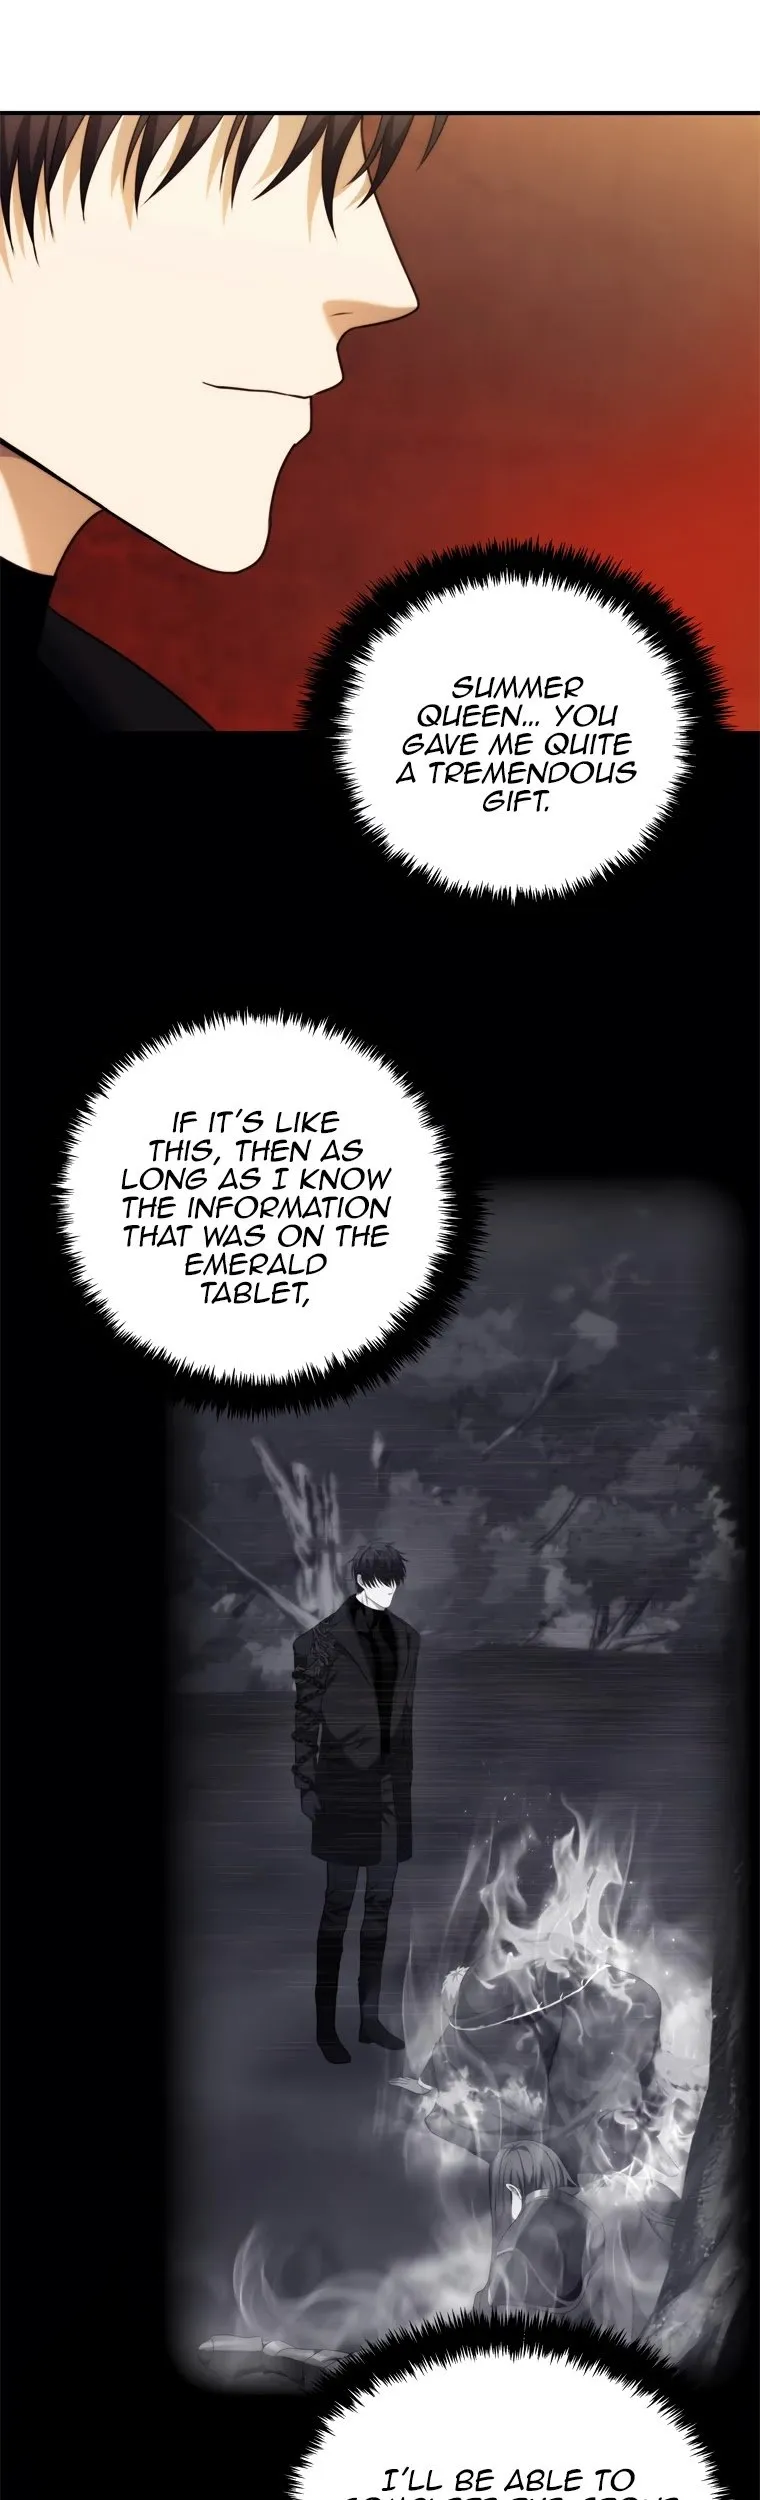 SUMMER
QUEEN... YOU
GAVE ME QUITE
A TREMENDOUS
GIFT.
IF IT'S LIKE
THIS, THEN AS
LONG AS I KNOW
THE INFORMATION
THAT WAS ON THE
EMERALD
TABLET,
I'LL BE ABLE TO